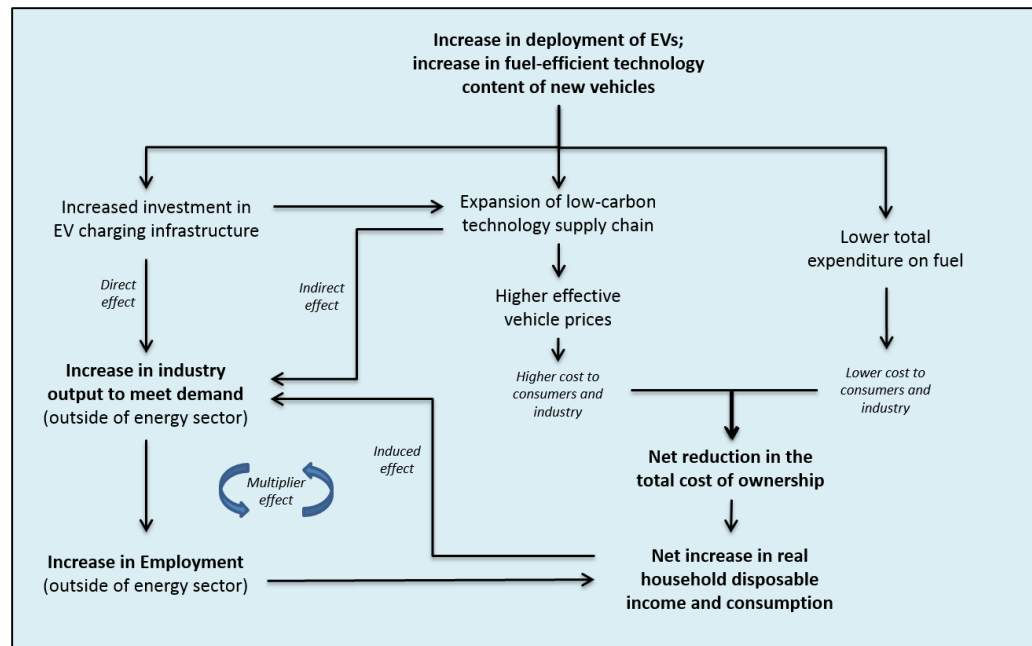 Increase in deployment of EVs;
increase in fuel-efficient technology
content of new vehicles
Increased investment in
EV charging infrastructure
Expansion of low-carbon
technology supply chain
Lower total
expenditure on fuel
Direct
effect
Indirect
effect
Higher effective
vehicle prices
Increase in industry
output to meet demand
(outside of energy sector)
Higher cost to
consumers and
industry
Lower cost to
consumers and
industry
Induced
effect
Net reduction in the
total cost of ownership
Multiplier
effect
Increase in Employment
(outside of energy sector)
Net increase in real
household disposable
income and consumption